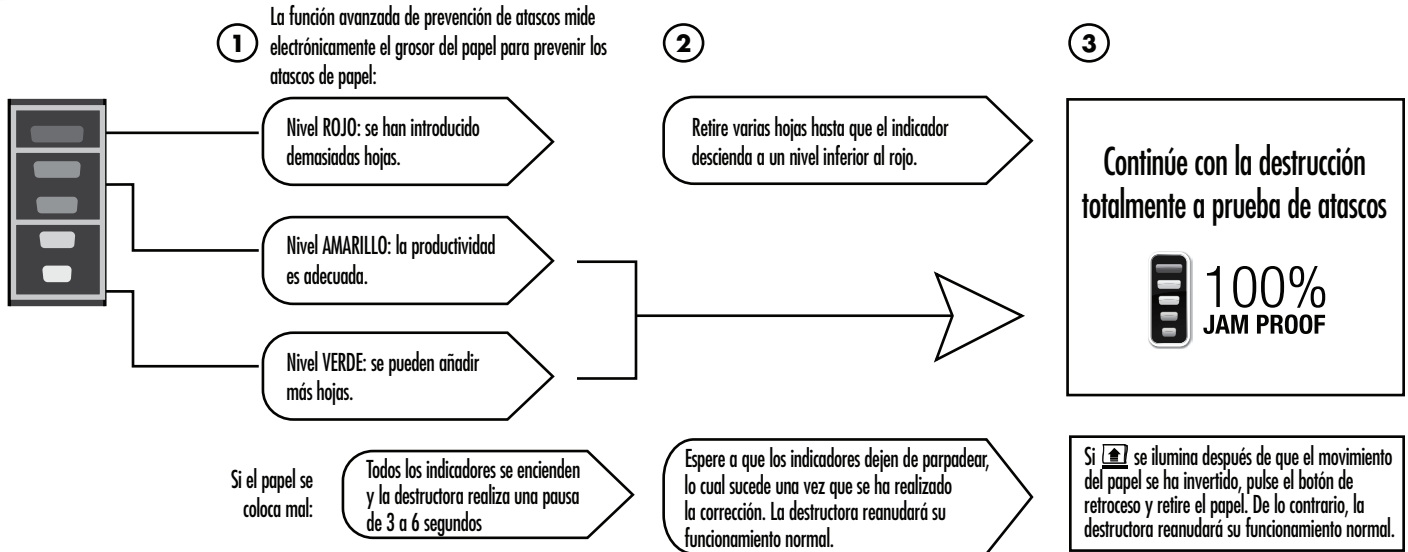 1
La función avanzada de prevención de atascos mide
electrónicamente el grosor del papel para prevenir los
atascos de papel:
2
3
Nivel ROJO: se han introducido
demasiadas hojas.
Retire varias hojas hasta que el indicador
descienda a un nivel inferior al rojo.
Nivel AMARILLO: la productividad
es adecuada.
Nivel VERDE: se pueden añadir
más hojas.
Continúe con la destrucción
totalmente a prueba de atascos
100%
JAM PROOF
Si el papel se
coloca mal:
Todos los indicadores se encienden
y la destructora realiza una pausa
de 3 a 6 segundos
Espere a que los indicadores dejen de parpadear,
lo cual sucede una vez que se ha realizado
la corrección. La destructora reanudará su
funcionamiento normal.
Si se ilumina después de que el movimiento
del papel se ha invertido, pulse el botón de
retroceso y retire el papel. De lo contrario, la
destructora reanudará su funcionamiento normal.